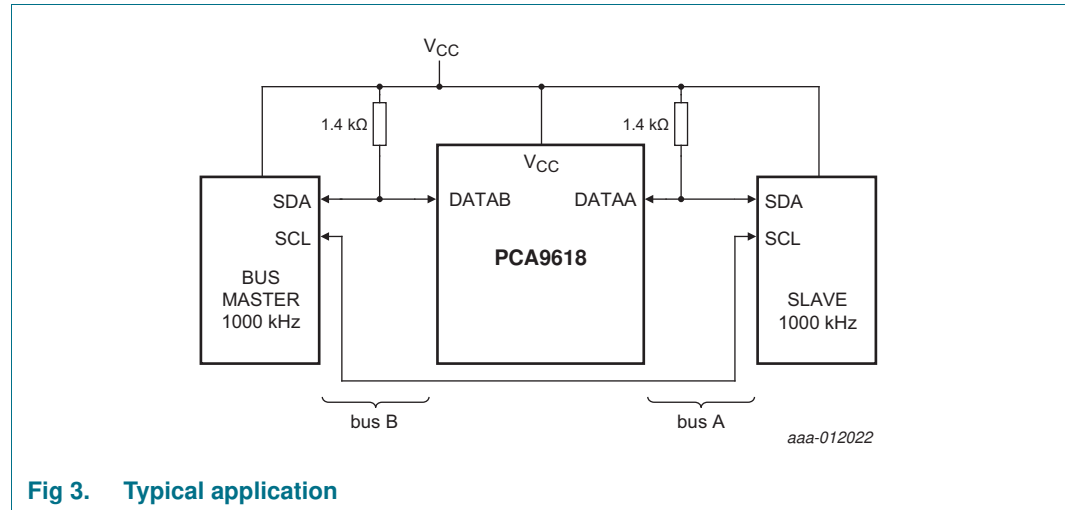 VCC
1.4 kΩ
1.4 kΩ
VCC
SDA
DATAB
DATAA
SDA
SCL
PCA9618
SCL
BUS
MASTER
1000 kHz
SLAVE
1000 kHz
bus B
bus A
aaa-012022
Fig 3. Typical application